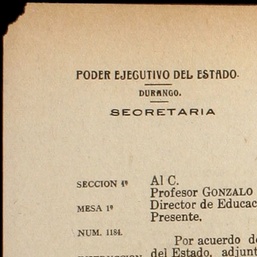 PODER EJECUTIVO DEL ESTADO.
DURANGO.
SECRETARIA
SECCION 4ª
Al C.
Profesor GONZALO
MESA 1ª
Director de Educac
Presente.
NUM. 1184.
Por acuerdo d
del Estado, adjunt